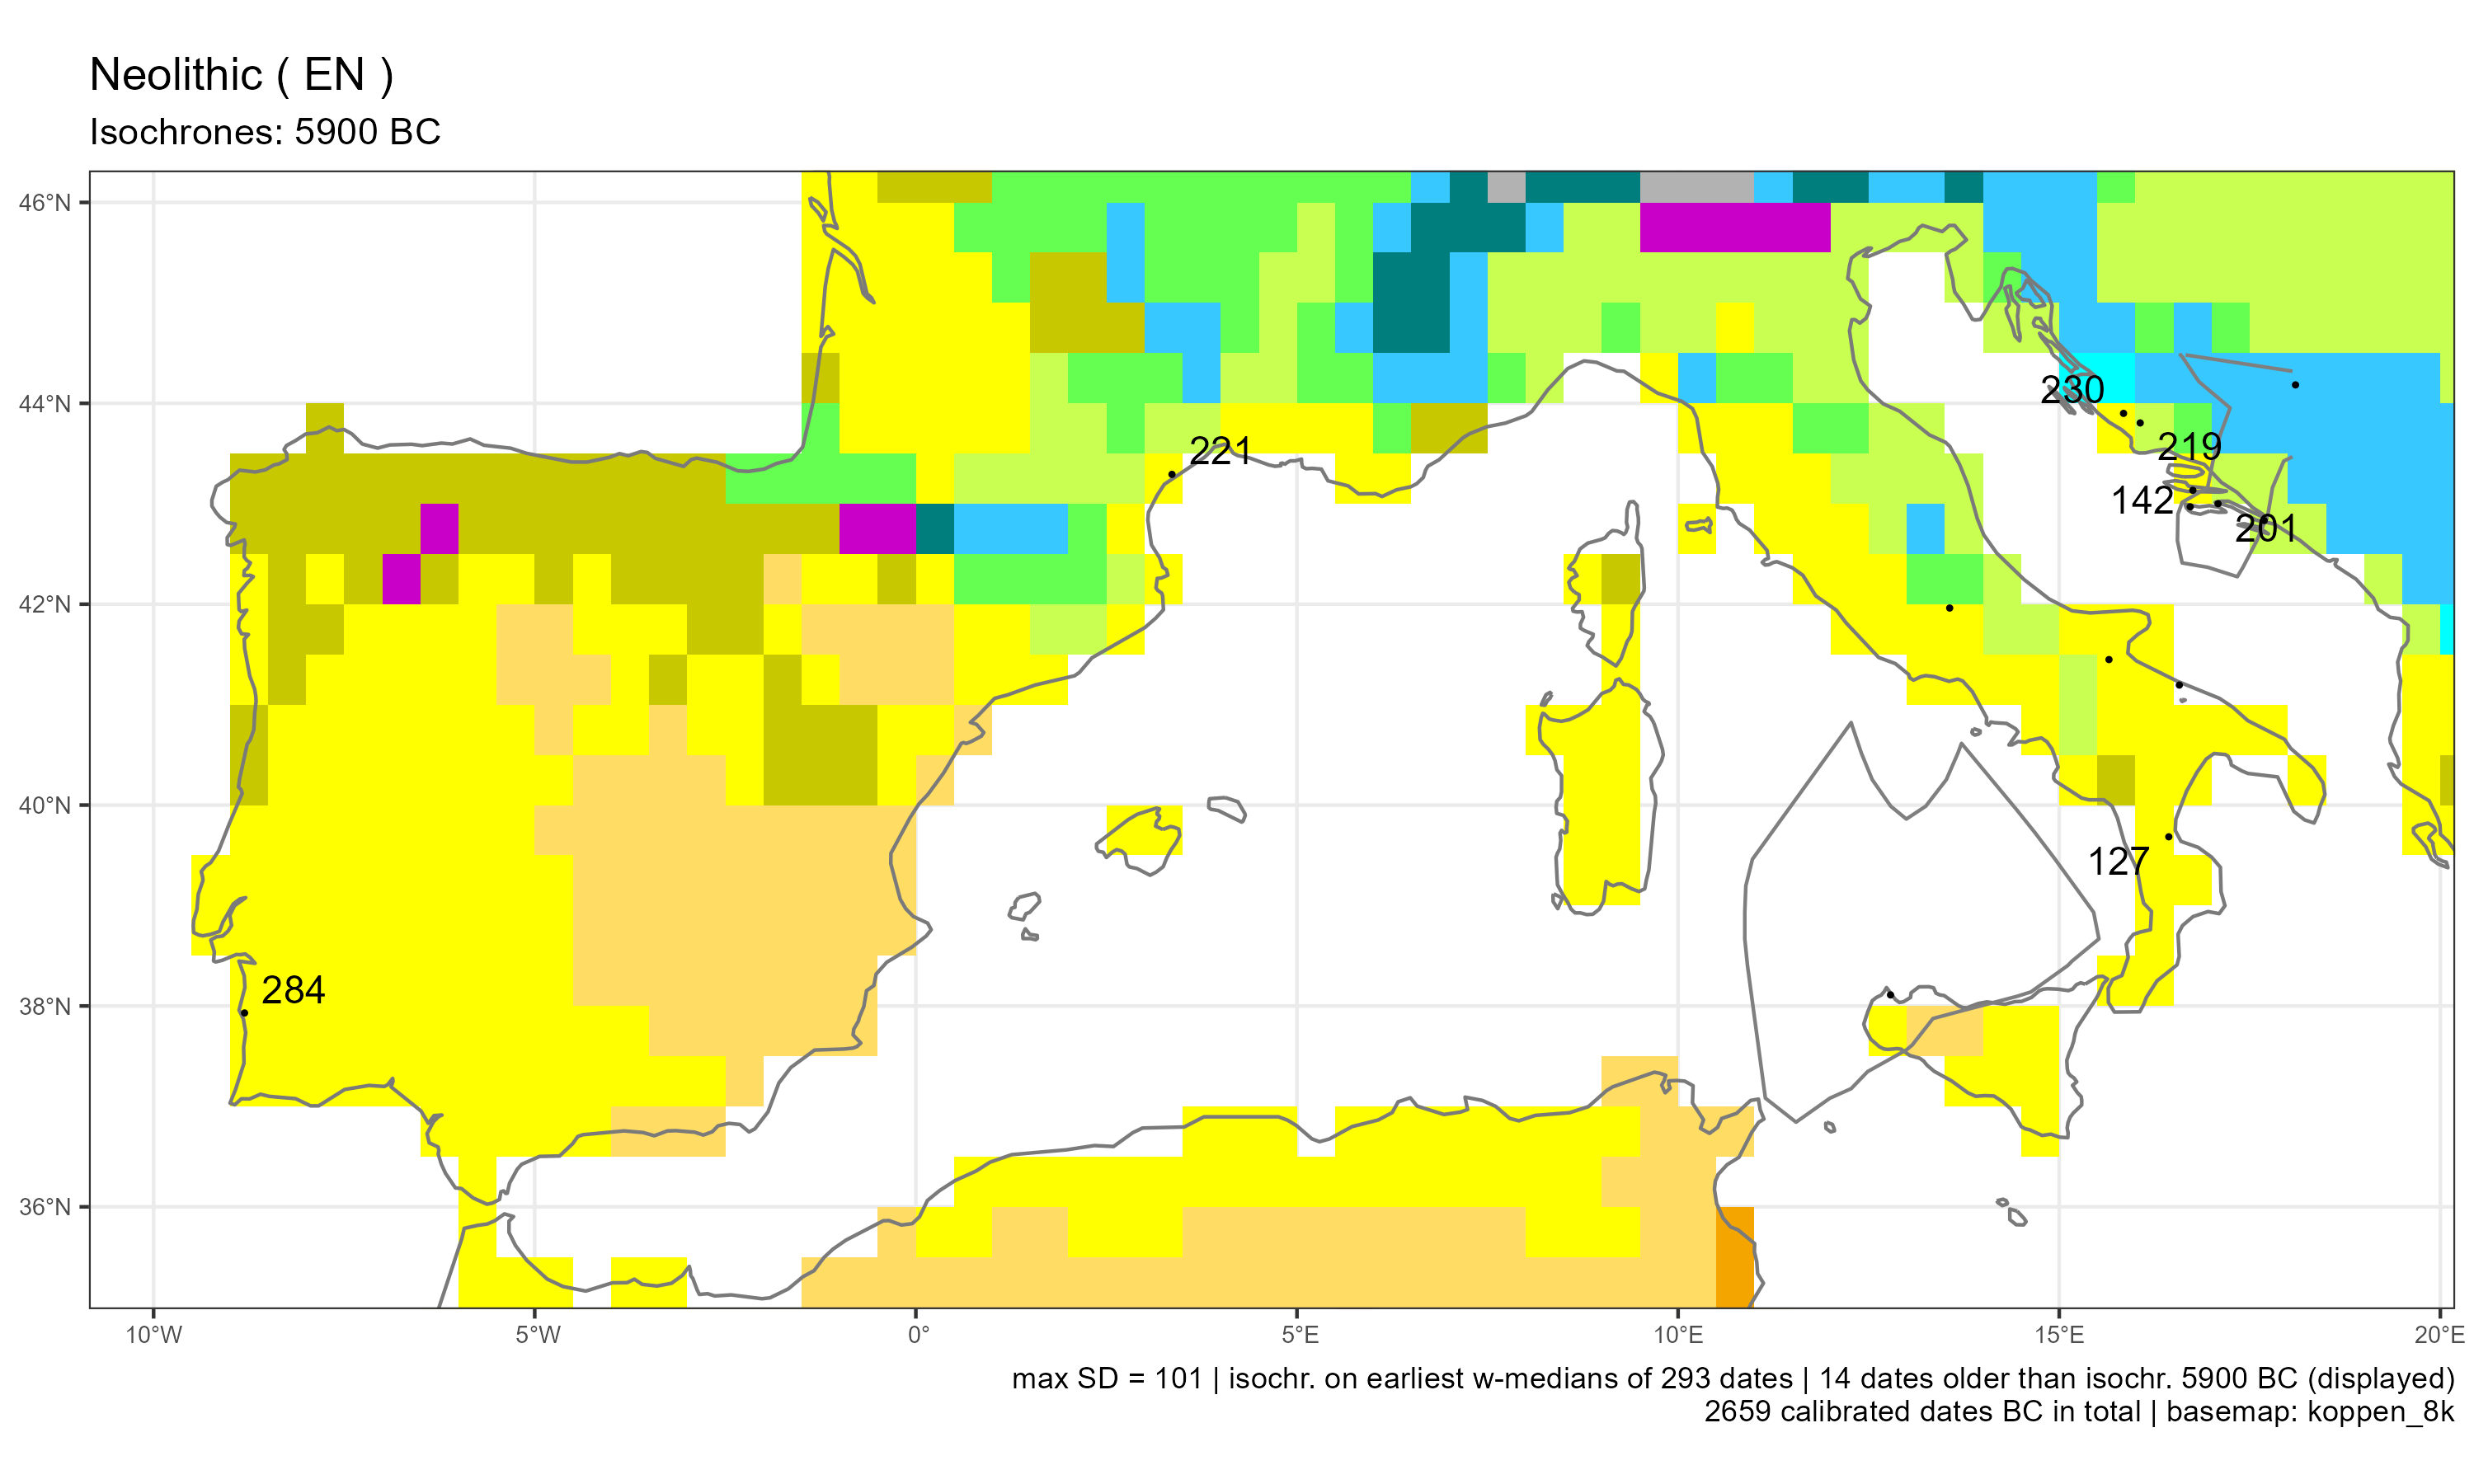 Neolithic ( EN )
Isochrones: 5900 BC
46°N
44°N
42°N
40°N
38°N
36°N
230
221
219
142
201
127
284
10°W
5°W
0°
5°E
10°E
15°E
20°E
max SD = 101 | isochr. on earliest w-medians of 293 dates | 14 dates older than isochr. 5900 BC (displayed)
2659 calibrated dates BC in total | basemap: koppen_8k